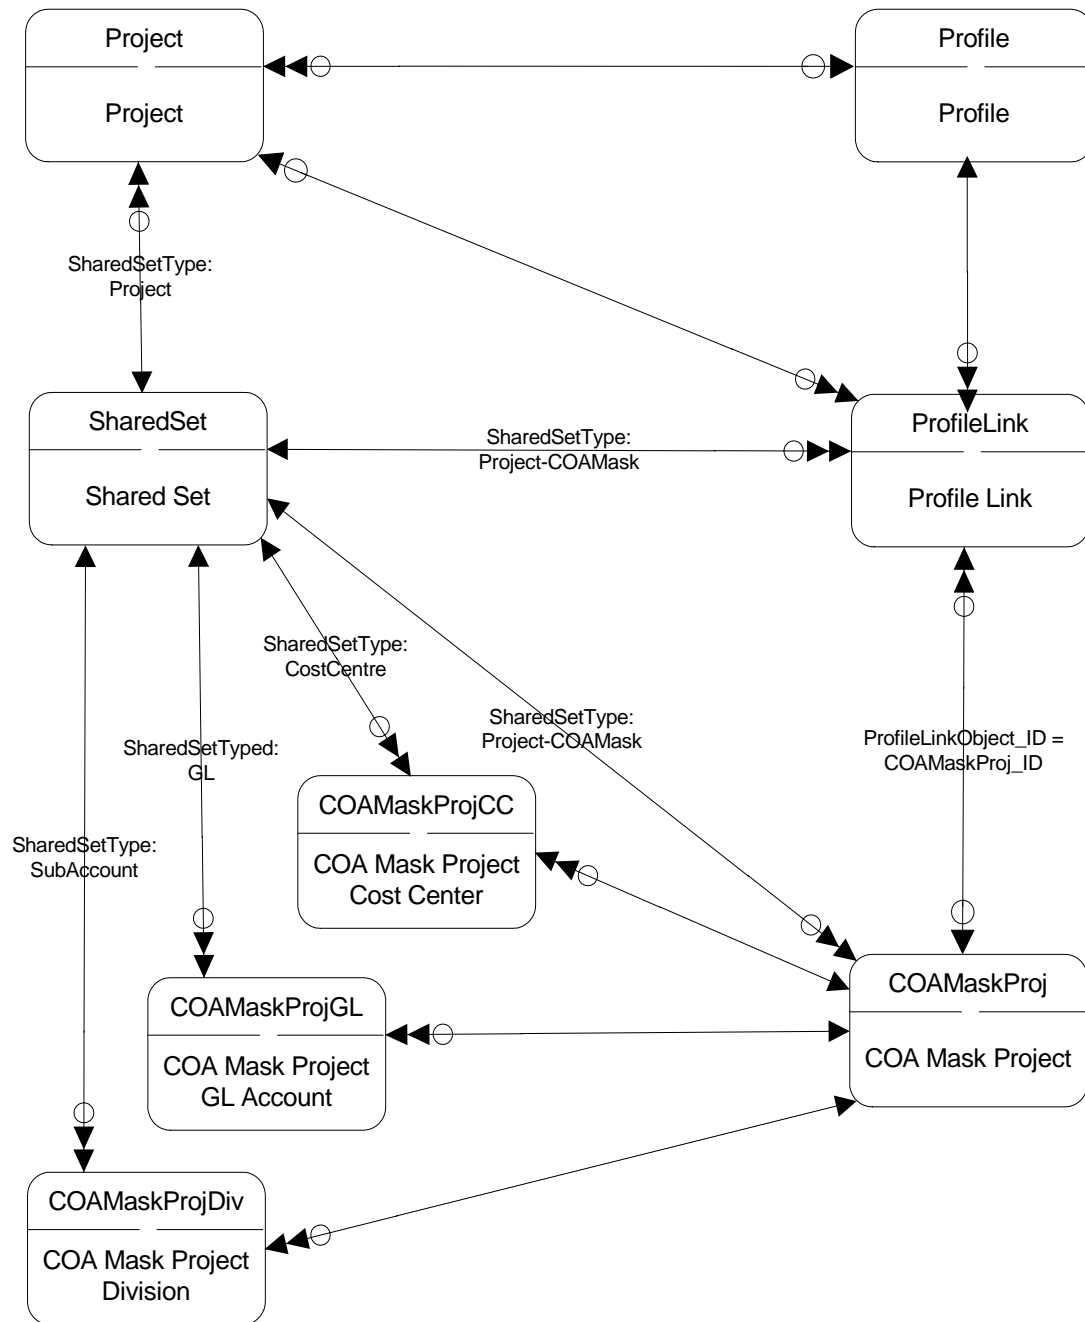 Project
Project
Profile
Profile
SharedSetType:
Project
SharedSet
Shared Set
SharedSetType:
Project-COAMask
ProfileLink
Profile Link
SharedSetType:
CostCentre
SharedSetType:
Project-COAMask
SharedSetTyped:
GL
ProfileLinkObject_ID =
COAMaskProj_ID
SharedSetType:
SubAccount
COAMaskProjCC
COA Mask Project
Cost Center
COAMaskProjGL
COA Mask Project
GL Account
COAMaskProj
COA Mask Project
COAMaskProjDiv
COA Mask Project
Division